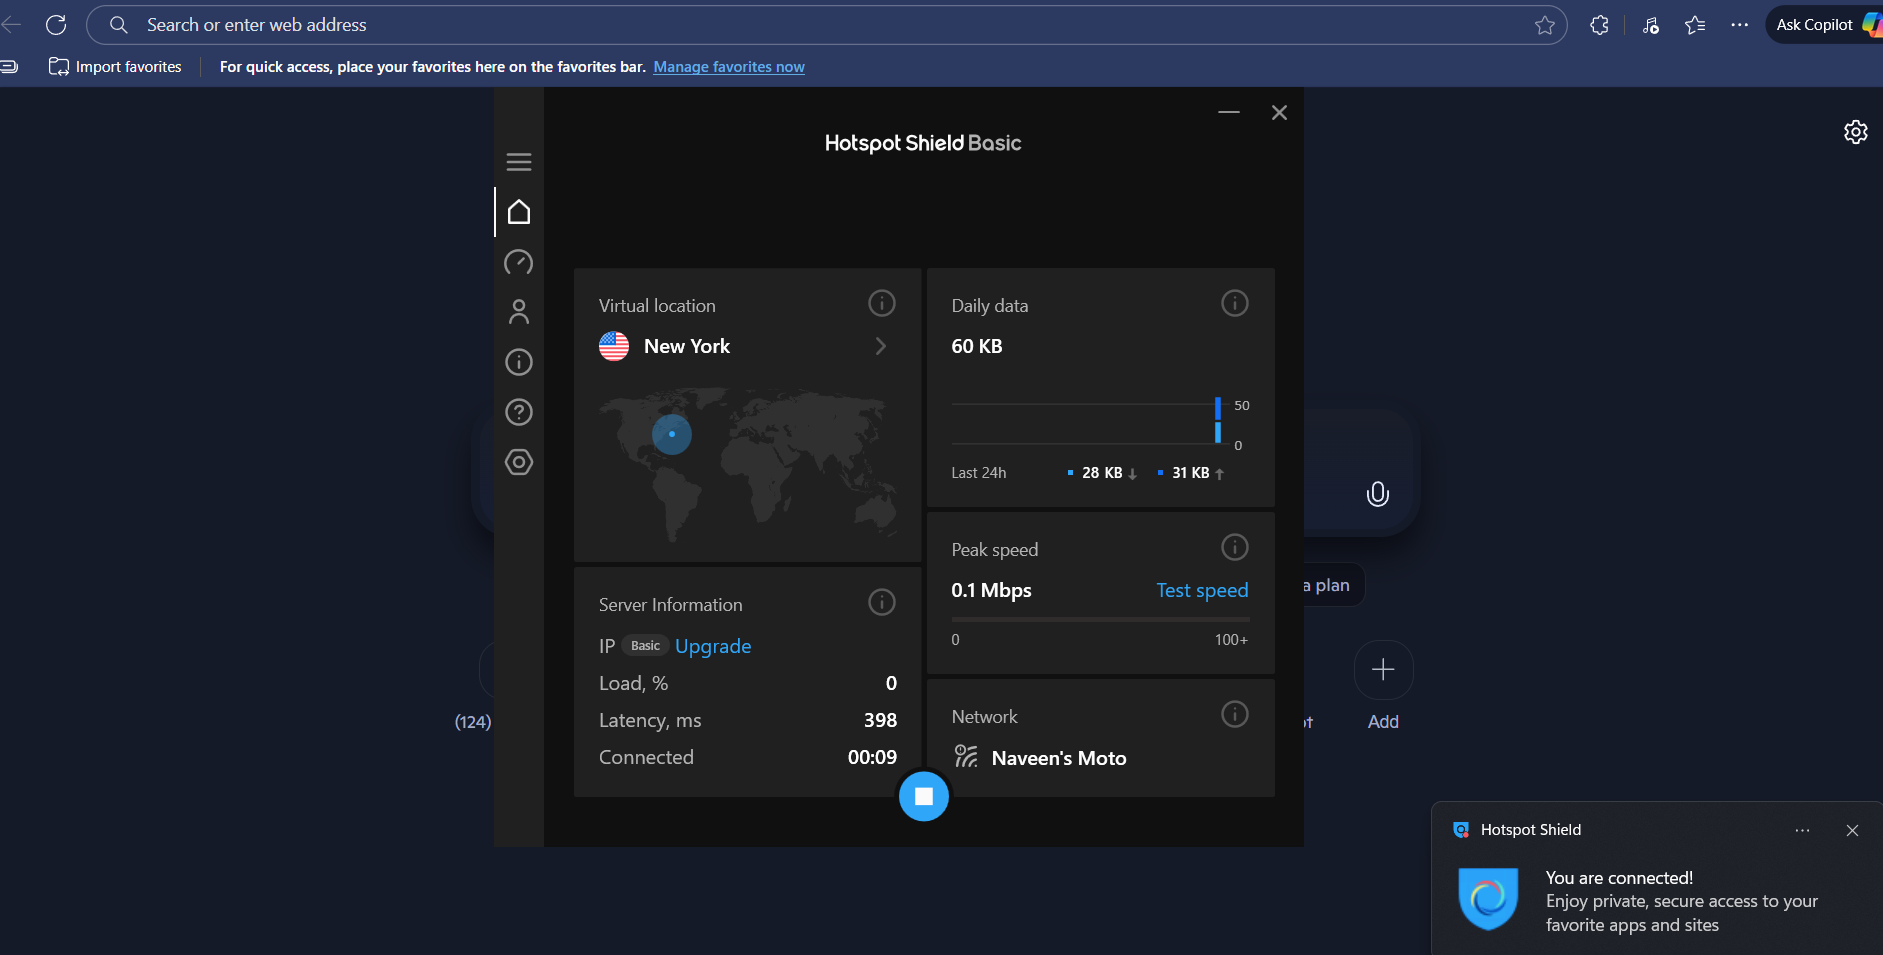 Search or enter web address
Ask Copilot
Import favorites
For quick access, place your favorites here on the favorites bar. Manage favorites now
Hotspot Shield Basic
Virtual location
New York
Daily data
60 KB
50
0
Last 24h 28 KB 31 KB
Peak speed
0.1 Mbps Test speed
0 100+
Server Information
IP Basic Upgrade
Load, % 0
Latency, ms 398
Connected 00:09
Network
Naveen's Moto
a plan
(124)
Add
Hotspot Shield
You are connected!
Enjoy private, secure access to your
favorite apps and sites